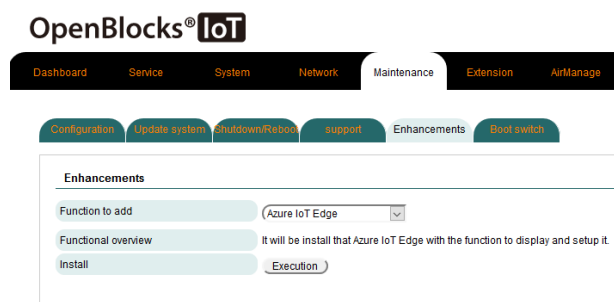 OpenBlocks® IoT
Dashboard Service System Network Maintenance Extension AirManage
Configuration Update system Shutdown/Reboot support Enhancements Boot switch
Enhancements
Function to add Azure IoT Edge
Functional overview It will be install that Azure IoT Edge with the function to display and setup it.
Install Execution